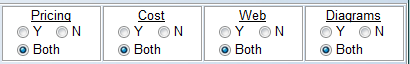 Pricing Cost Web Diagrams
Y N Y N Y N Y N
Both Both Both Both